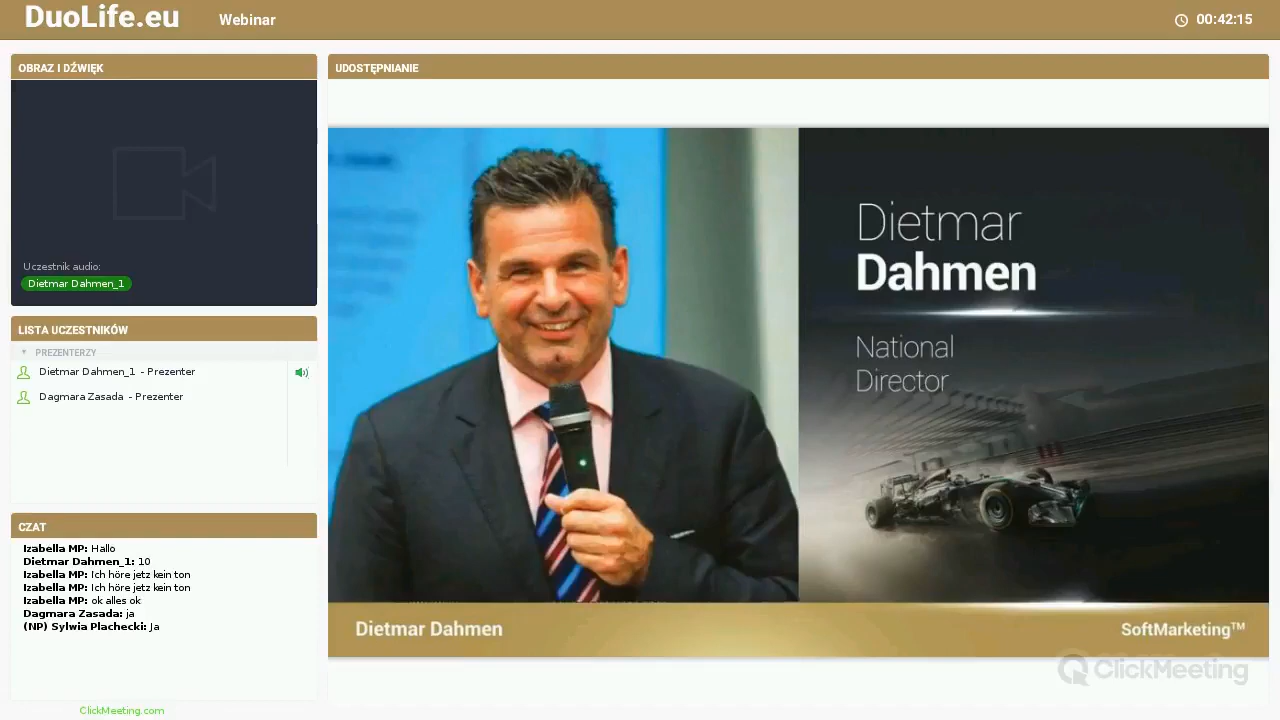 DuoLife.eu
Webinar
00:42:15
OBRAZ I DŹWIĘK
Uczestnik audio:
Dietmar Dahmen_1
LISTA UCZESTNIKÓW
PREZENTERZY
Dietmar Dahmen_1 - Prezenter
Dagmara Zasada - Prezenter
CZAT
Izabella MP: Hallo
Dietmar Dahmen_1: 10
Izabella MP: Ich höre jetz kein ton
Izabella MP: Ich höre jetz kein ton
Izabella MP: ok alles ok
Dagmara Zasada: ja
(NP) Sylwia Plachecki: Ja
ClickMeeting.com
UDOSTĘPNIANIE
Dietmar
Dahmen
National
Director
Dietmar Dahmen
SoftMarketing™
ClickMeeting